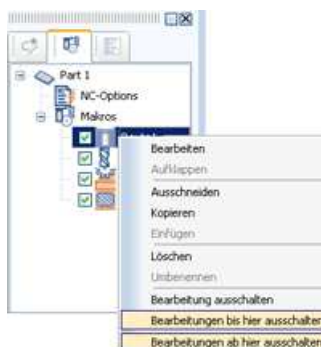 Part 1
NC-Options
Makros
Bearbeiten
Aufklappen
Ausschneiden
Kopieren
Einfügen
Löschen
Umbenennen
Bearbeitung ausschalten
Bearbeitungen bis hier ausschalten
Bearbeitungen ab hier ausschalten